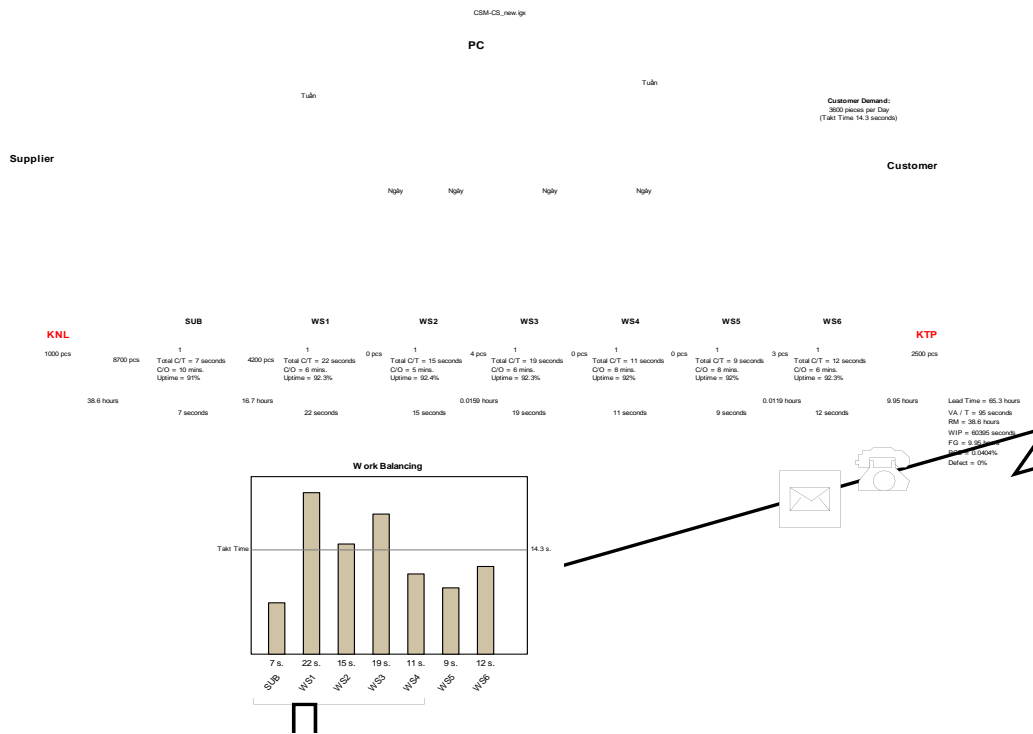 CSM-CS_new.igx
PC
Tuần
Tuần
Customer Demand:
3600 pieces per Day
(Takt Time 14.3 seconds)
Supplier
Customer
Ngày
Ngày
Ngày
Ngày
SUB
WS1
WS2
WS3
WS4
WS5
WS6
KNL
KTP
1000 pcs
8700 pcs
1
Total C/T = 7 seconds
C/O = 10 mins.
Uptime = 91%
4200 pcs
1
Total C/T = 22 seconds
C/O = 6 mins.
Uptime = 92.3%
0 pcs
1
Total C/T = 15 seconds
C/O = 5 mins.
Uptime = 92.4%
4 pcs
1
Total C/T = 19 seconds
C/O = 6 mins.
Uptime = 92.3%
0 pcs
1
Total C/T = 11 seconds
C/O = 8 mins.
Uptime = 92%
0 pcs
1
Total C/T = 9 seconds
C/O = 8 mins.
Uptime = 92%
3 pcs
1
Total C/T = 12 seconds
C/O = 6 mins.
Uptime = 92.3%
2500 pcs
38.6 hours
16.7 hours
0.0159 hours
0.0119 hours
9.95 hours
7 seconds
22 seconds
15 seconds
19 seconds
11 seconds
9 seconds
12 seconds
Lead Time = 65.3 hours
VA / T = 95 seconds
RM = 38.6 hours
WIP = 60395 seconds
FG = 9.95 hours
= 0.0404%
Defect = 0%
Work Balancing
Takt Time
14.3 s.
7 s.
22 s.
15 s.
19 s.
11 s.
9 s.
12 s.
SUB
WS1
WS2
WS3
WS4
WS5
WS6